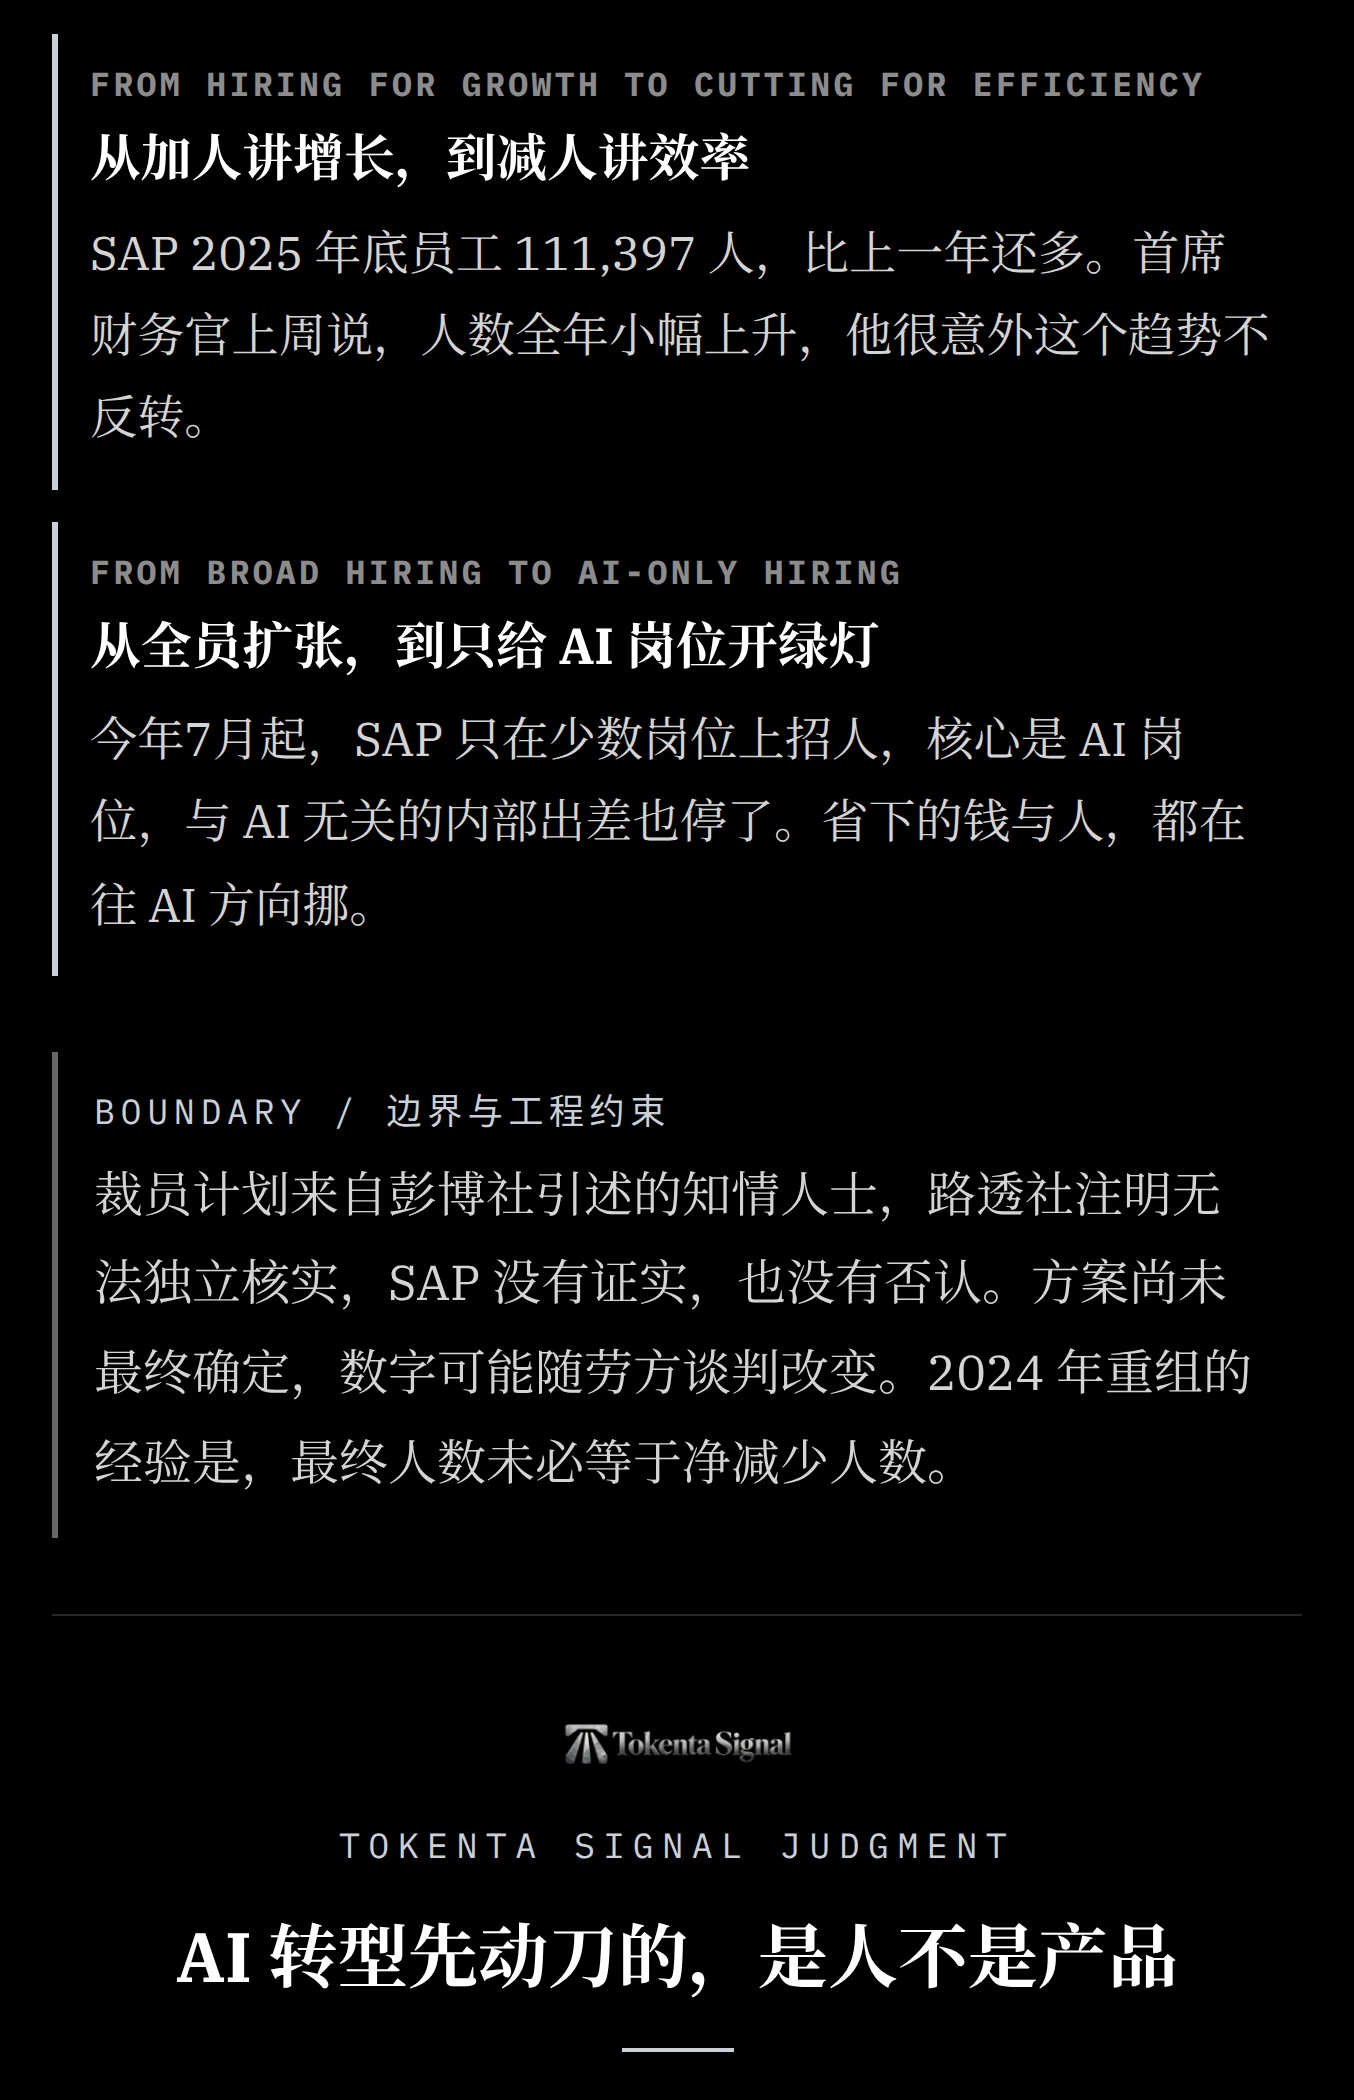 FROM HIRING FOR GROWTH TO CUTTING FOR EFFICIENCY
从加人讲增长，到减人讲效率
SAP 2025 年底员工 111,397 人，比上一年还多。首席
财务官上周说，人数全年小幅上升，他很意外这个趋势不
反转。
FROM BROAD HIRING TO AI-ONLY HIRING
从全员扩张，到只给 AI 岗位开绿灯
今年7月起，SAP 只在少数岗位上招人，核心是 AI 岗
位，与 AI 无关的内部出差也停了。省下的钱与人，都在
往 AI 方向挪。
BOUNDARY / 边界与工程约束
裁员计划来自彭博社引述的知情人士，路透社注明无
法独立核实，SAP 没有证实，也没有否认。方案尚未
最终确定，数字可能随劳方谈判改变。2024 年重组的
经验是，最终人数未必等于净减少人数。
Tokenta Signal
TOKENTA SIGNAL JUDGMENT
AI 转型先动刀的，是人不是产品